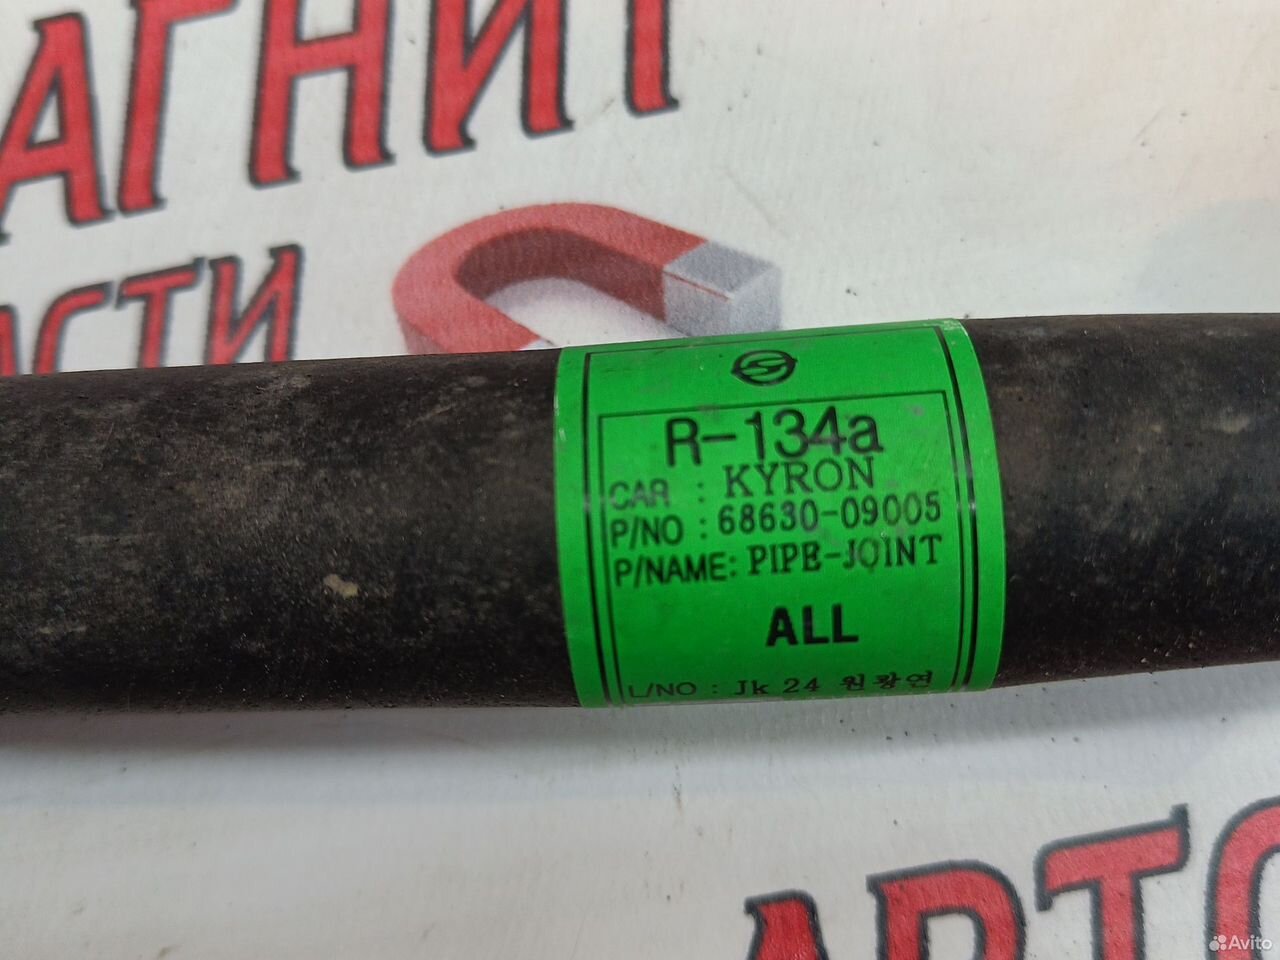 АГНИТ
АСТИ
R-134a
CAR : KYRON
P/NO : 68630-09005
P/NAME: PIPE-JOINT
ALL
L/NO : Jk 24 원광연
АВТО
Avito